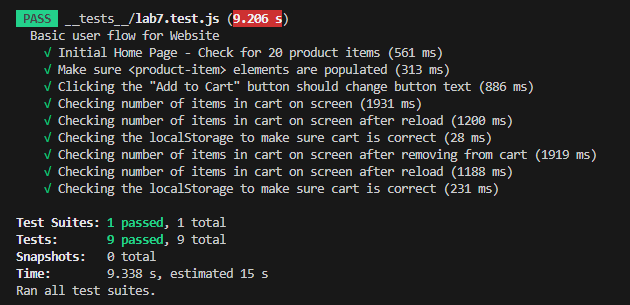 PASS __tests__/lab7.test.js (9.206 s)
Basic user flow for Website
√ Initial Home Page - Check for 20 product items (561 ms)
√ Make sure <product-item> elements are populated (313 ms)
√ Clicking the "Add to Cart" button should change button text (886 ms)
√ Checking number of items in cart on screen (1931 ms)
√ Checking number of items in cart on screen after reload (1200 ms)
√ Checking the localStorage to make sure cart is correct (28 ms)
√ Checking number of items in cart on screen after removing from cart (1919 ms)
√ Checking number of items in cart on screen after reload (1188 ms)
√ Checking the localStorage to make sure cart is correct (231 ms)
Test Suites: 1 passed, 1 total
Tests: 9 passed, 9 total
Snapshots: 0 total
Time: 9.338 s, estimated 15 s
Ran all test suites.